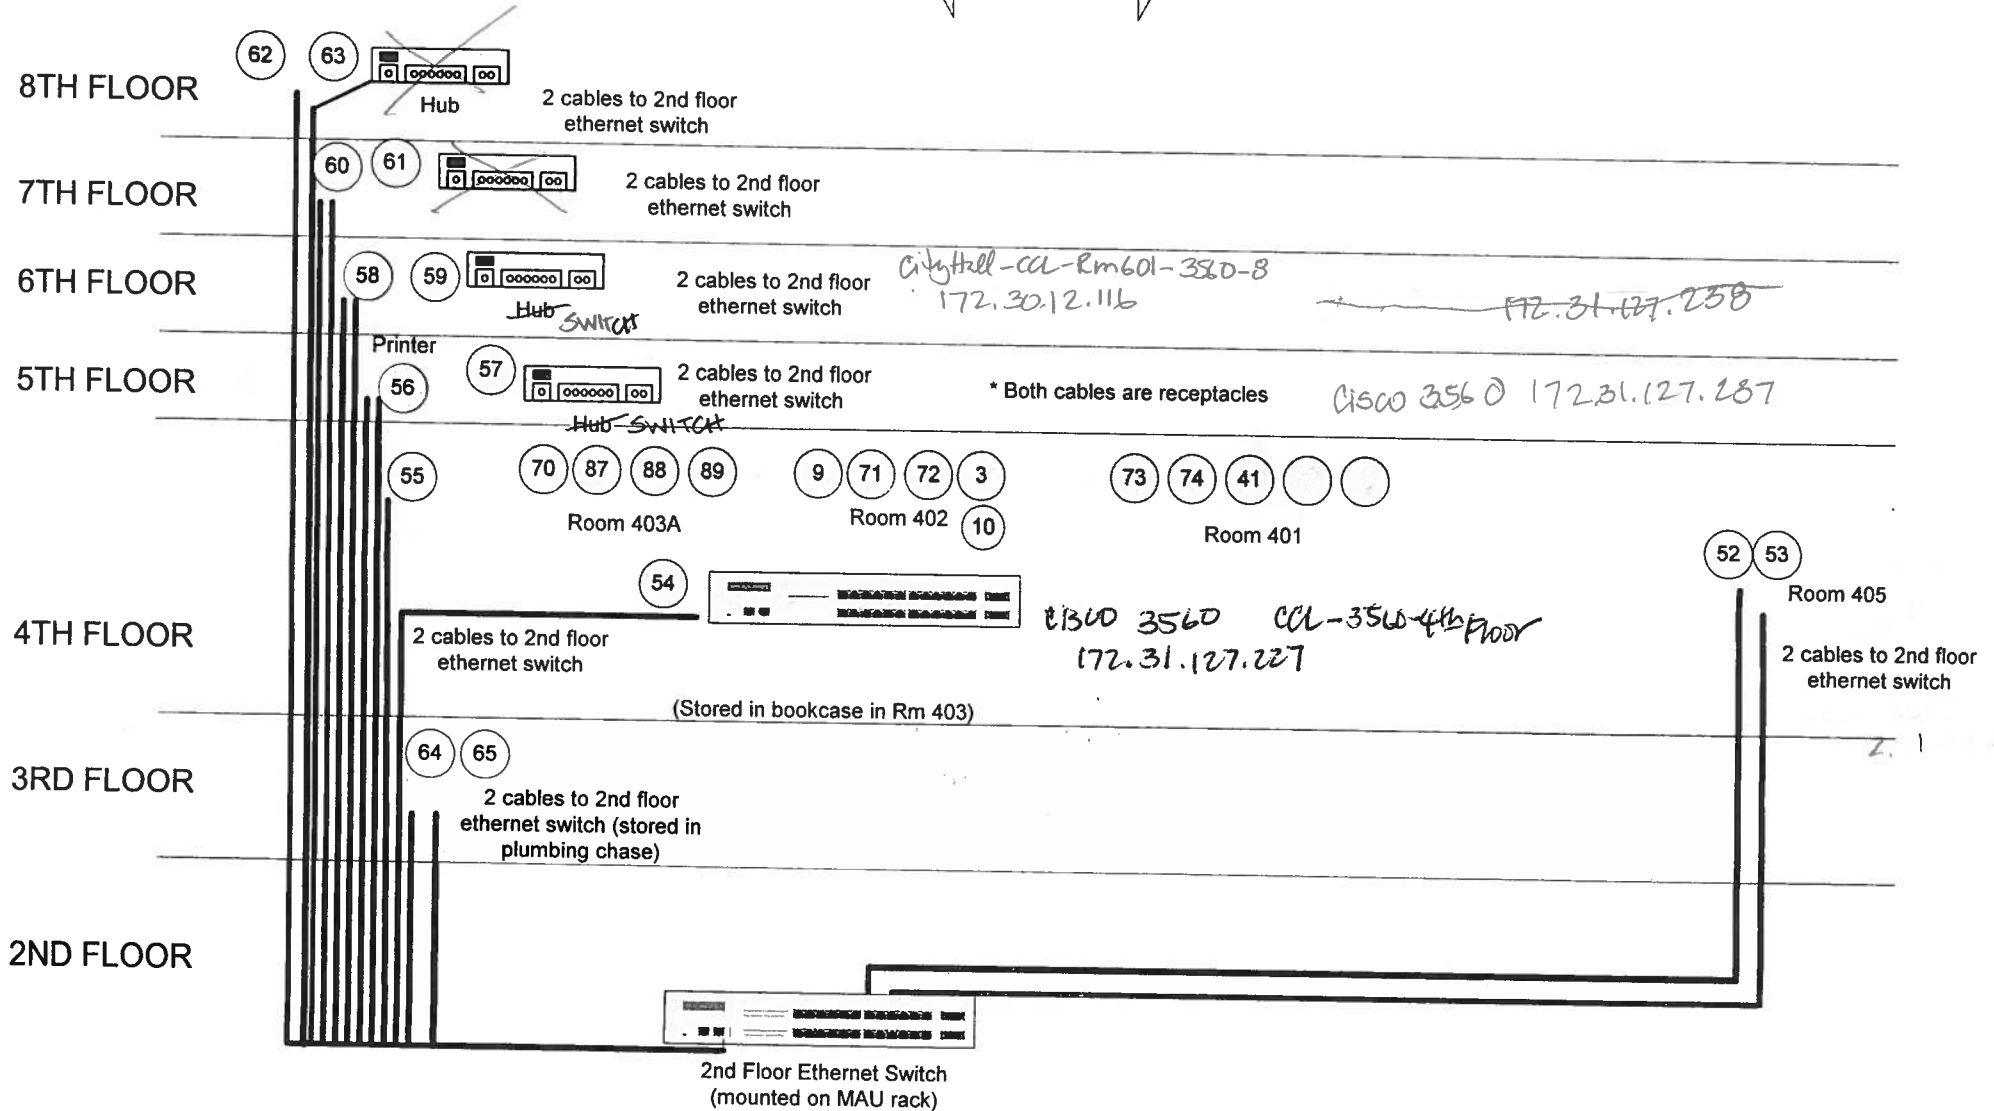 62 63
8TH FLOOR
Hub
2 cables to 2nd floor
ethernet switch
60 61
7TH FLOOR
2 cables to 2nd floor
ethernet switch
58 59
6TH FLOOR
Hub SWITCH
2 cables to 2nd floor
ethernet switch
CityHall-CCL-Rm601-3560-8
172.30.12.116
172.31.127.238
Printer
56 57
5TH FLOOR
Hub SWITCH
2 cables to 2nd floor
ethernet switch
* Both cables are receptacles
Cisco 3560 172.31.127.237
55
70 87 88 89
Room 403A
9 71 72 3
Room 402 10
73 74 41
Room 401
52 53
Room 405
54
4TH FLOOR
2 cables to 2nd floor
ethernet switch
CISCO 3560 CCL-3560-4th Floor
172.31.127.227
2 cables to 2nd floor
ethernet switch
(Stored in bookcase in Rm 403)
64 65
2. 1
3RD FLOOR
2 cables to 2nd floor
ethernet switch (stored in
plumbing chase)
2ND FLOOR
2nd Floor Ethernet Switch
(mounted on MAU rack)